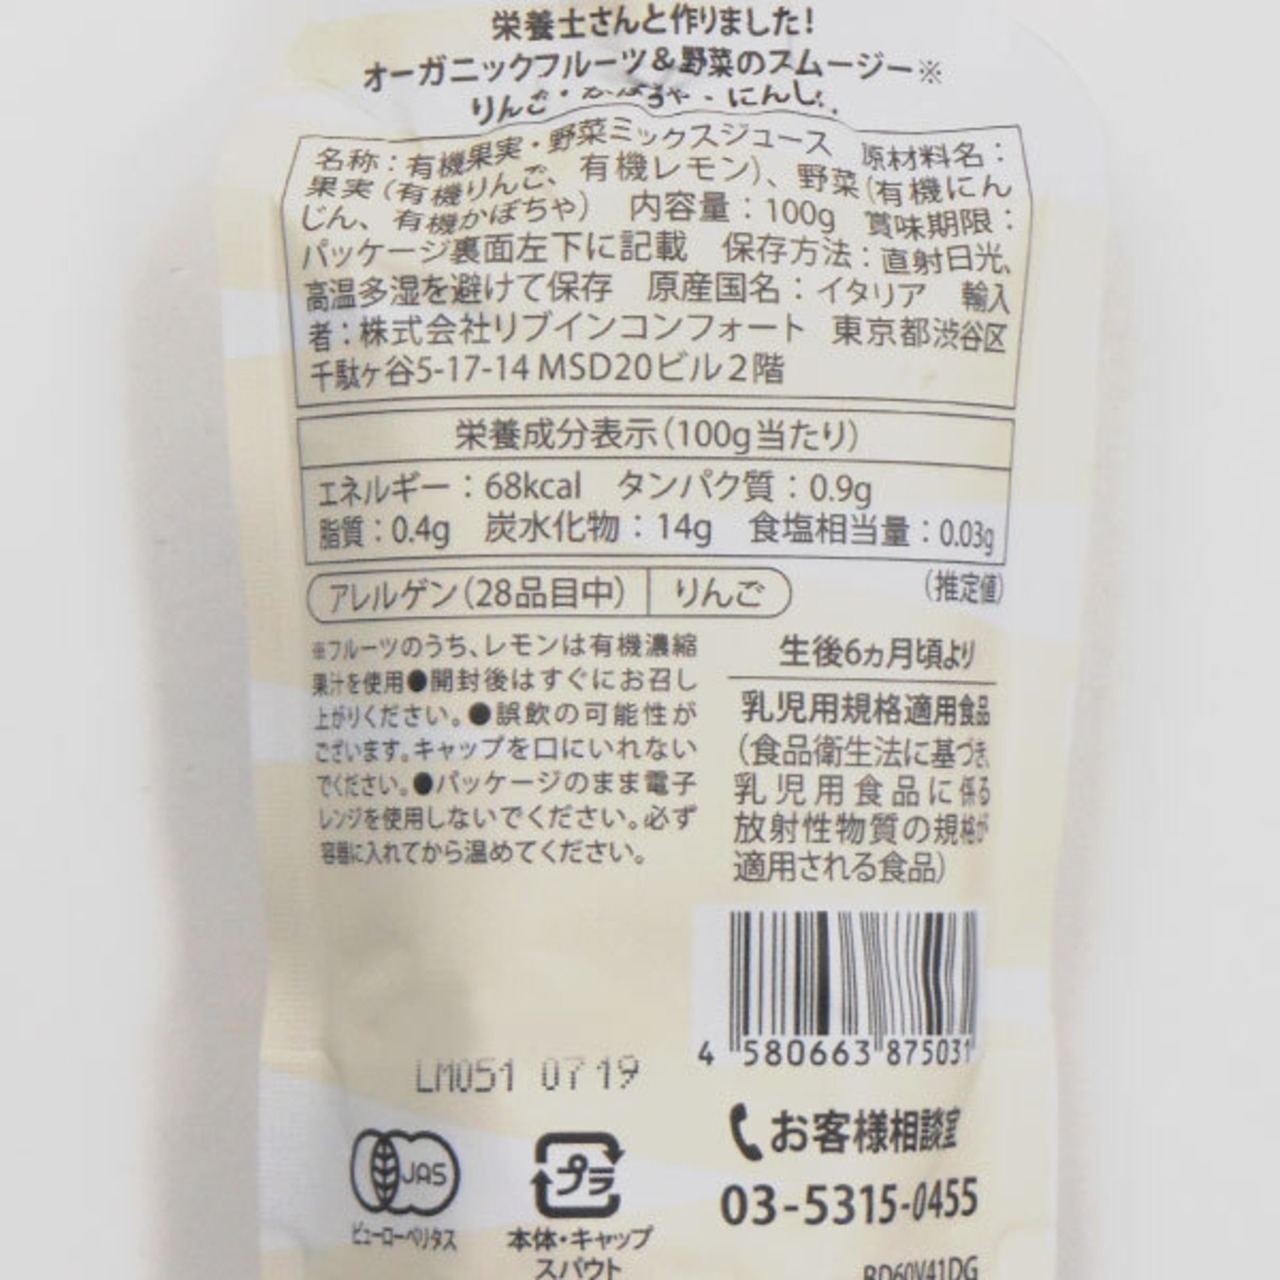 栄養士さんと作りました!
オーガニックフルーツ&野菜のスムージー※
りんご・かぼちゃ・にんじん
名称:有機果実・野菜ミックスジュース 原材料名:
果実(有機りんご、有機レモン)、野菜(有機にん
じん、有機かぼちゃ) 内容量:100g 賞味期限:
パッケージ裏面左下に記載 保存方法:直射日光、
高温多湿を避けて保存 原産国名:イタリア 輸入
者:株式会社リブインコンフォート 東京都渋谷区
千駄ヶ谷5-17-14 MSD20ビル2階
栄養成分表示(100g当たり)
エネルギー:68kcal タンパク質:0.9g
脂質:0.4g 炭水化物:14g 食塩相当量:0.03g
(推定値)
アレルゲン(28品目中) りんご
※フルーツのうち、レモンは有機濃縮
果汁を使用●開封後はすぐにお召し
上がりください。●誤飲の可能性が
ございます。キャップを口にいれない
でください。●パッケージのまま電子
レンジを使用しないでください。必ず
容器に入れてから温めてください。
生後6ヵ月頃より
乳児用規格適用食品
(食品衛生法に基づき、
乳児用食品に係る
放射性物質の規格が
適用される食品)
4 580663 875031
LM051 07 19
お客様相談室
03-5315-0455
JAS
ビューローベリタス
プラ
本体・キャップ
スパウト
RD60V41DG